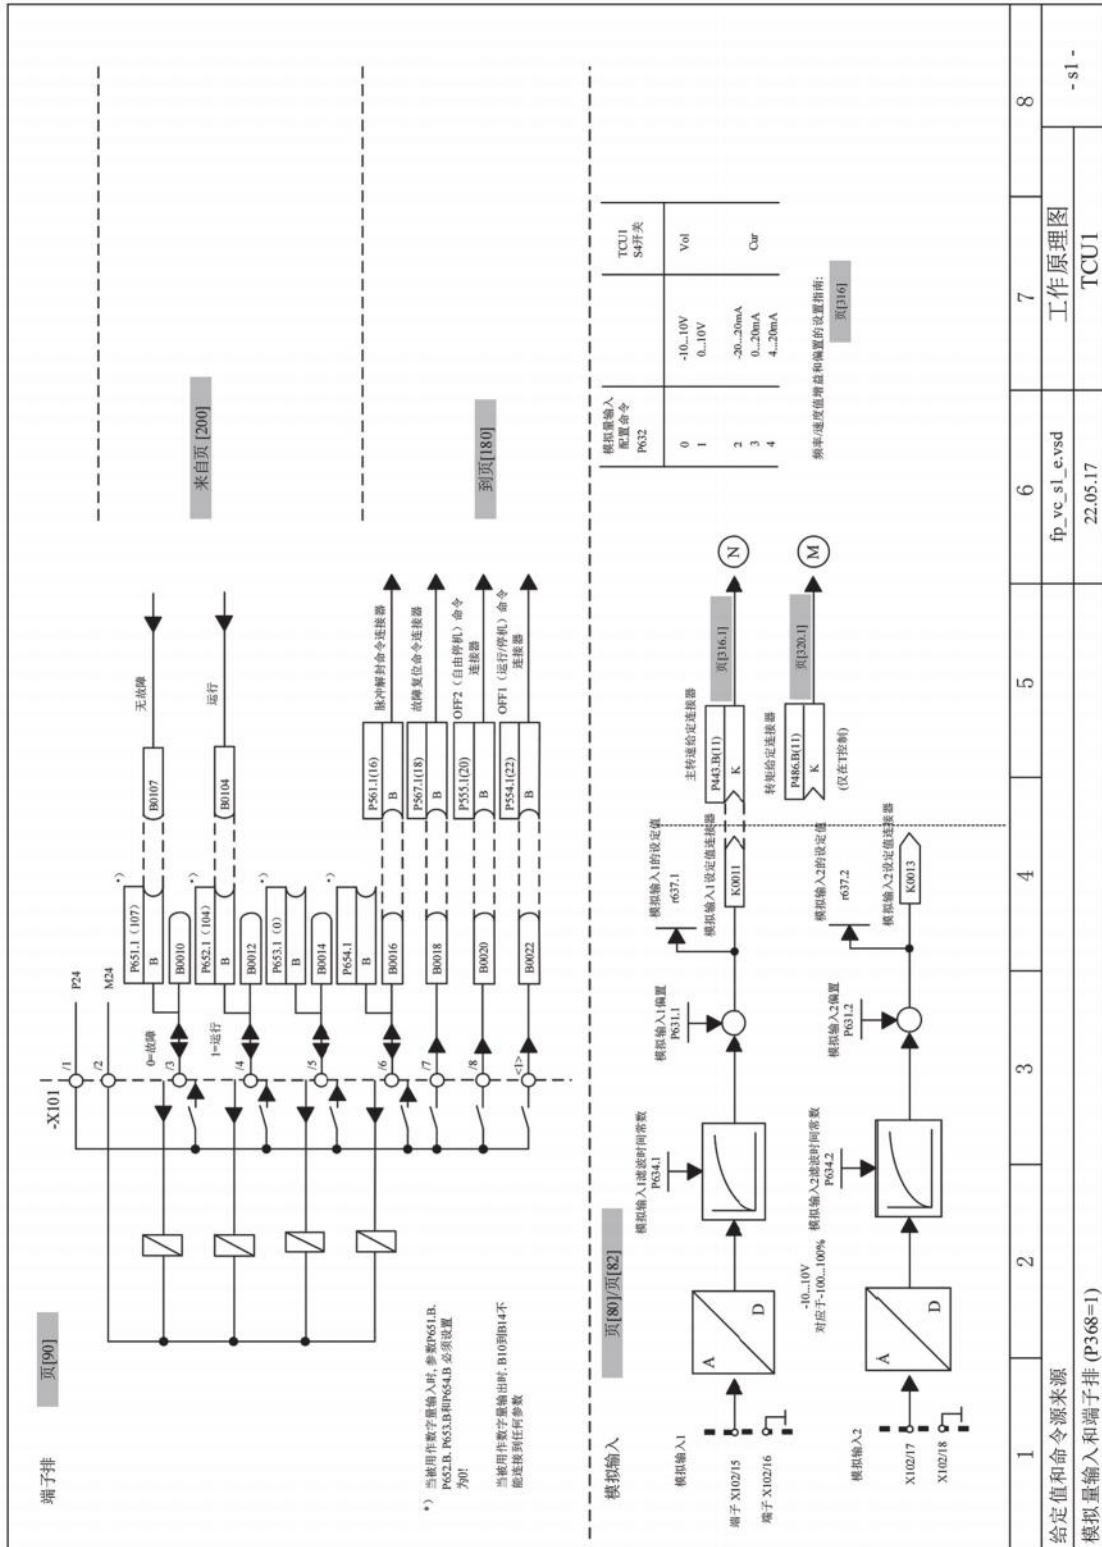 端子排
页[90]
-X101
/1
P24
/2
M24
0=故障
/3
P651.1（107）
*）
B
B0010
B0107
无故障
1=运行
/4
P652.1（104）
*）
B
B0012
B0104
运行
来自页 [200]
/5
P653.1（0）
*）
B
B0014
/6
P654.1
*）
B
B0016
P561.1(16)
B
脉冲解封命令连接器
/7
B0018
P567.1(18)
B
故障复位命令连接器
到页[180]
/8
B0020
P555.1(20)
B
OFF2（自由停机）命令
连接器
<1>
B0022
P554.1(22)
B
OFF1（运行/停机）命令
连接器
*） 当被用作数字量输入时, 参数P651.B.
P652.B. P653.B和P654.B 必须设置
为0!
当被用作数字量输出时. B10到B14不
能连接到任何参数
模拟输入
页[80]/页[82]
模拟输入1
端子 X102/15
端子 X102/16
A
D
模拟输入1滤波时间常数
P634.1
模拟输入1偏置
P631.1
模拟输入1的设定值
r637.1
模拟输入1设定值连接器
K0011
主转速给定连接器
P443.B(11)
K
页[316.1]
N
转矩给定连接器
P486.B(11)
K
(仅在T控制)
页[320.1]
M
模拟输入2
X102/17
X102/18
-10...10V
对应于-100...100%
A
D
模拟输入2滤波时间常数
P634.2
模拟输入2偏置
P631.2
模拟输入2的设定值
r637.2
模拟输入2设定值连接器
K0013
模拟量输入
配置命令
P632
TCU1
S4开关
0 -10...10V Vol
1 0...10V
2 -20...20mA
3 0...20mA Cur
4 4...20mA
频率/速度值增益和偏置的设置指南:
页[316]
1 2 3 4 5 6 7 8
给定值和命令源来源
fp_vc_s1_e.vsd
工作原理图
- s1 -
模拟量输入和端子排 (P368=1)
22.05.17
TCU1